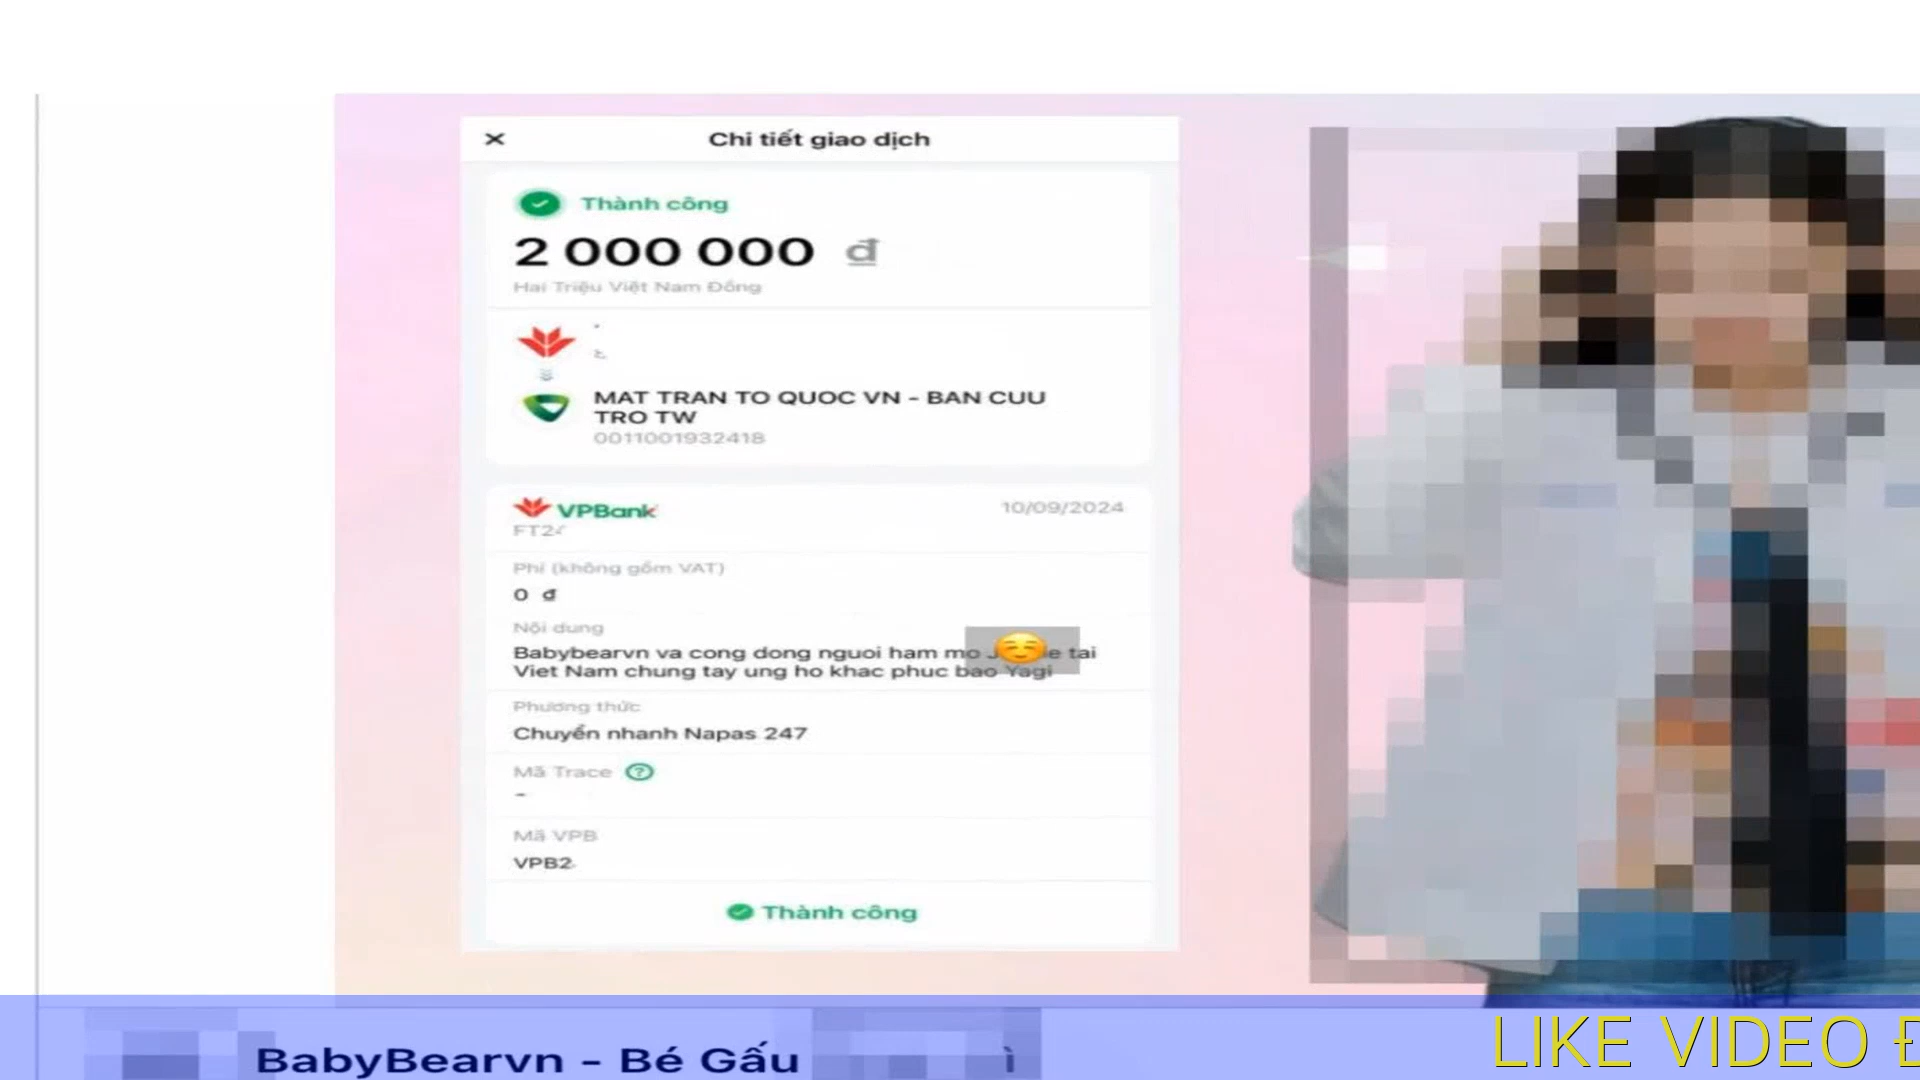 Chi tiết giao dịch
Thành công
2 000 000 đ
Hai Triệu Việt Nam Đồng
MAT TRAN TO QUOC VN - BAN CUU
TRO TW
0011001932418
VPBank
10/09/2024
FT24
Phí (không gồm VAT)
0 đ
Nội dung
Babybearvn va cong dong nguoi ham mo tai
Viet Nam chung tay ung ho khac phuc bao Yagi
Phương thức
Chuyển nhanh Napas 247
Mã Trace
-
Mã VPB
VPB2
Thành công
BabyBearvn - Bé Gấu
LIKE VIDEO